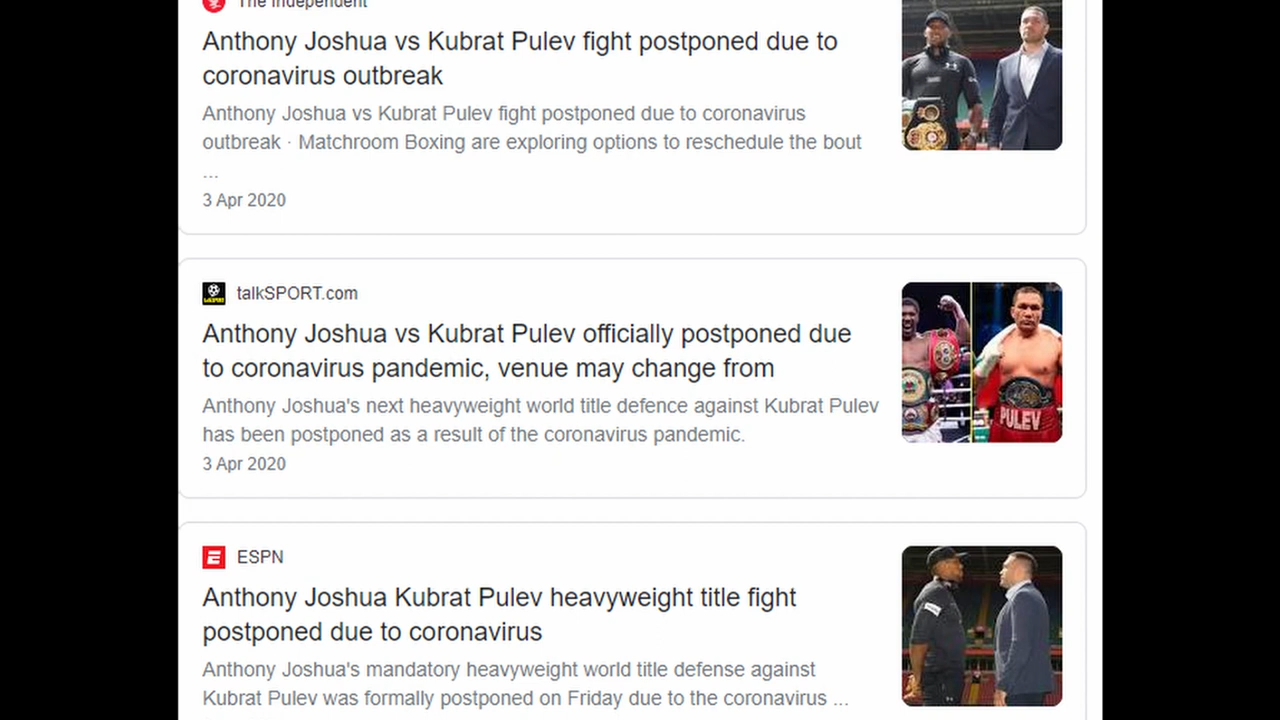 The Independent
Anthony Joshua vs Kubrat Pulev fight postponed due to
coronavirus outbreak
Anthony Joshua vs Kubrat Pulev fight postponed due to coronavirus
outbreak · Matchroom Boxing are exploring options to reschedule the bout
...
3 Apr 2020
talkSPORT.com
Anthony Joshua vs Kubrat Pulev officially postponed due
to coronavirus pandemic, venue may change from
Anthony Joshua's next heavyweight world title defence against Kubrat Pulev
has been postponed as a result of the coronavirus pandemic.
3 Apr 2020
PULEV
ESPN
Anthony Joshua Kubrat Pulev heavyweight title fight
postponed due to coronavirus
Anthony Joshua's mandatory heavyweight world title defense against
Kubrat Pulev was formally postponed on Friday due to the coronavirus ...